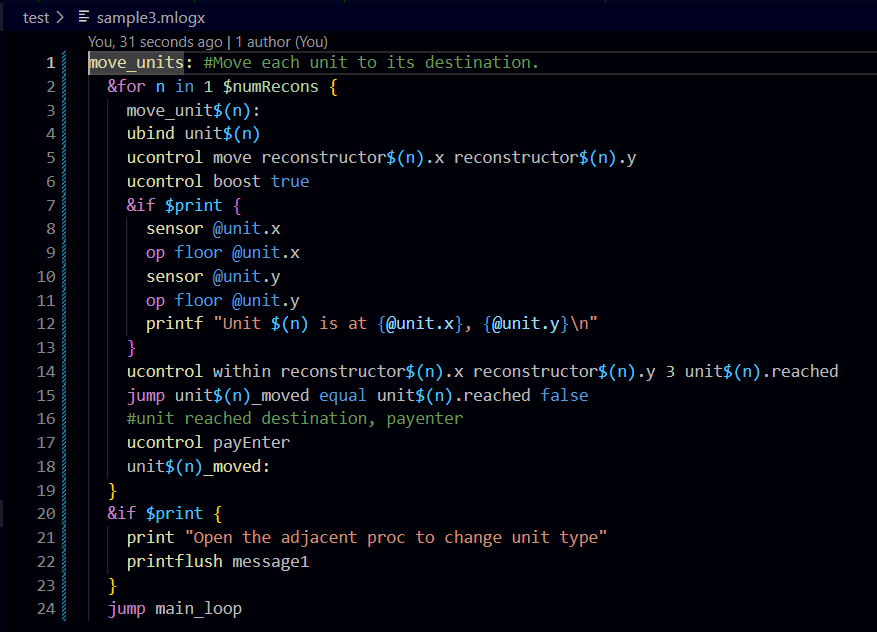 test > sample3.mlogx
You, 31 seconds ago | 1 author (You)
1 move_units: #Move each unit to its destination.
2 &for n in 1 $numRecons {
3 move_unit$(n):
4 ubind unit$(n)
5 ucontrol move reconstructor$(n).x reconstructor$(n).y
6 ucontrol boost true
7 &if $print {
8 sensor @unit.x
9 op floor @unit.x
10 sensor @unit.y
11 op floor @unit.y
12 printf "Unit $(n) is at {@unit.x}, {@unit.y}\n"
13 }
14 ucontrol within reconstructor$(n).x reconstructor$(n).y 3 unit$(n).reached
15 jump unit$(n)_moved equal unit$(n).reached false
16 #unit reached destination, payenter
17 ucontrol payEnter
18 unit$(n)_moved:
19 }
20 &if $print {
21 print "Open the adjacent proc to change unit type"
22 printflush message1
23 }
24 jump main_loop